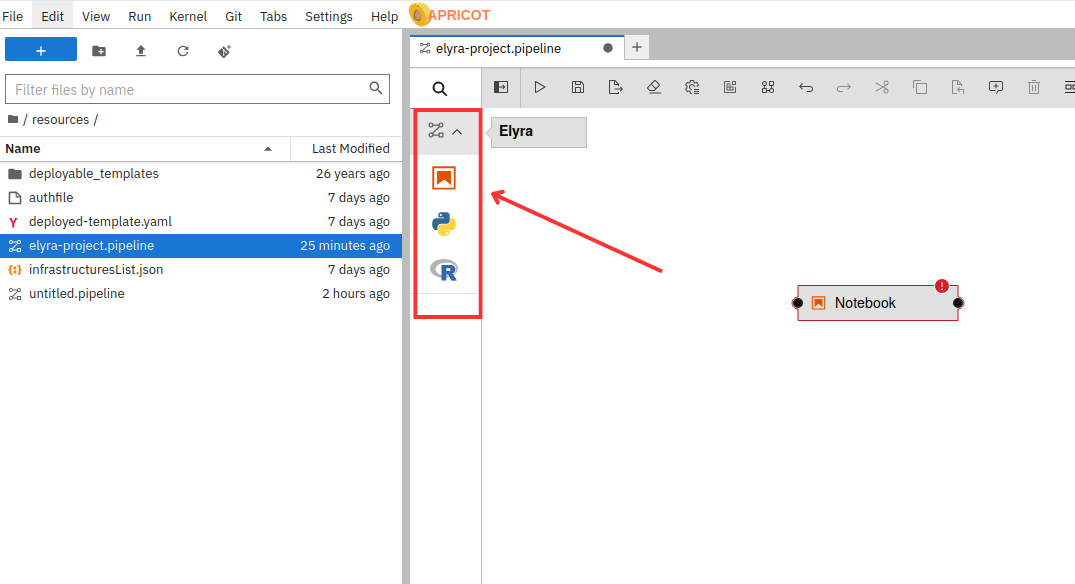 File Edit View Run Kernel Git Tabs Settings Help APRICOT
+
Filter files by name
/ resources /
Name Last Modified
deployable_templates 26 years ago
authfile 7 days ago
Y deployed-template.yaml 7 days ago
elyra-project.pipeline 25 minutes ago
infrastructuresList.json 7 days ago
untitled.pipeline 2 hours ago
elyra-project.pipeline
+
Elyra
R
!
Notebook